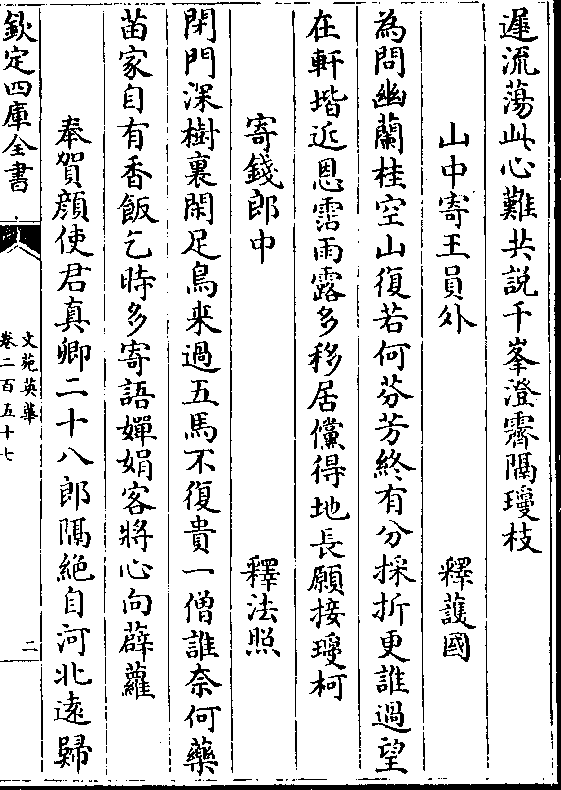 遲流蕩此心難共説千峯澄霽隔瓊枝
山中寄王員外　釋護國
為問幽蘭桂空山復若何芬芳終有分採折更誰過望
在軒堦近恩霑雨露多移居儻得地長願接瓊柯
寄錢郎中　釋法照
閉門深樹裏閑足鳥來過五馬不復貴一僧誰奈何藥
苗家自有香飯乞時多寄語嬋娟客將心向薜蘿
奉賀顔使君真卿二十八郎隔絶自河北遠歸
欽定四庫全書
文苑英華
卷二百五十七
二